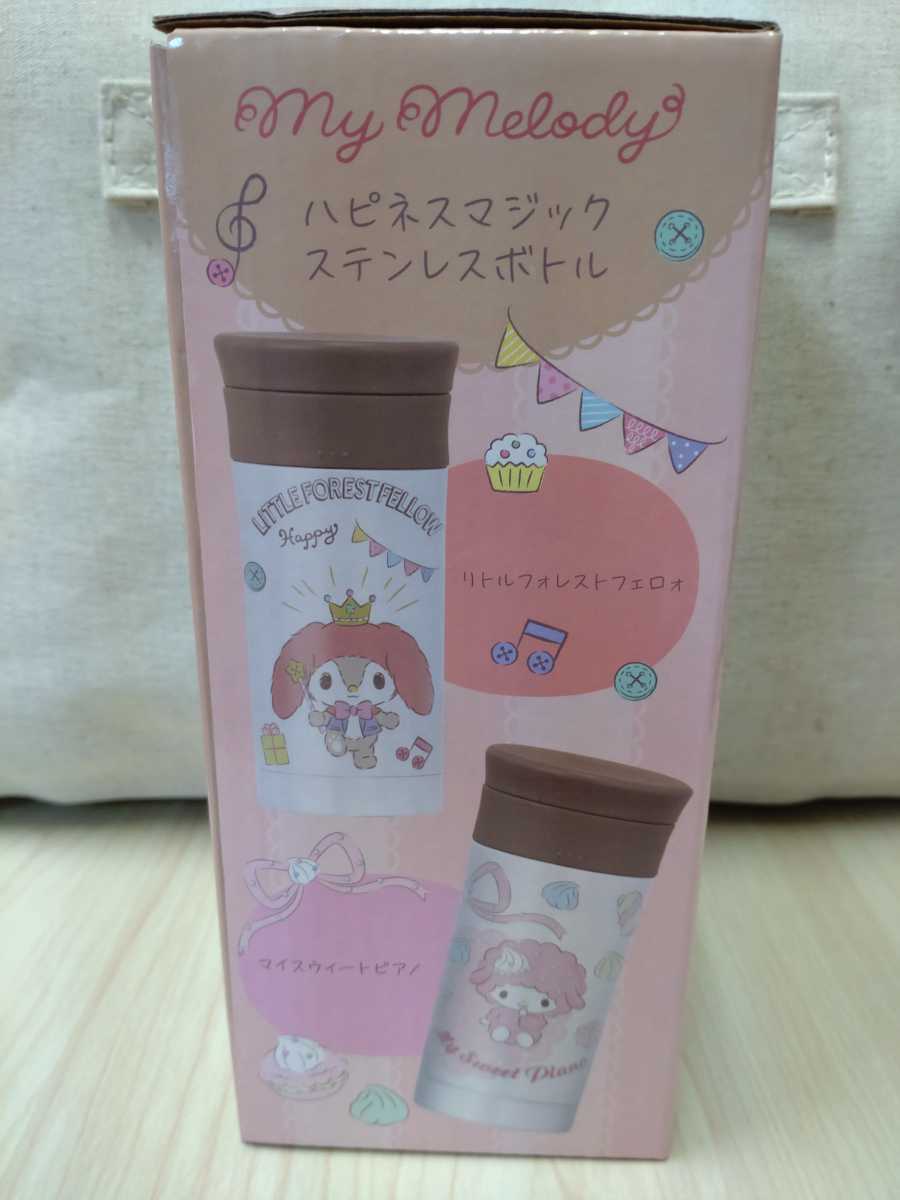 My Melody
ハピネスマジック
ステンレスボトル
LITTLE FOREST FELLOW
Happy
リトルフォレストフェロォ
マイスウィートピアノ
My Sweet Piano